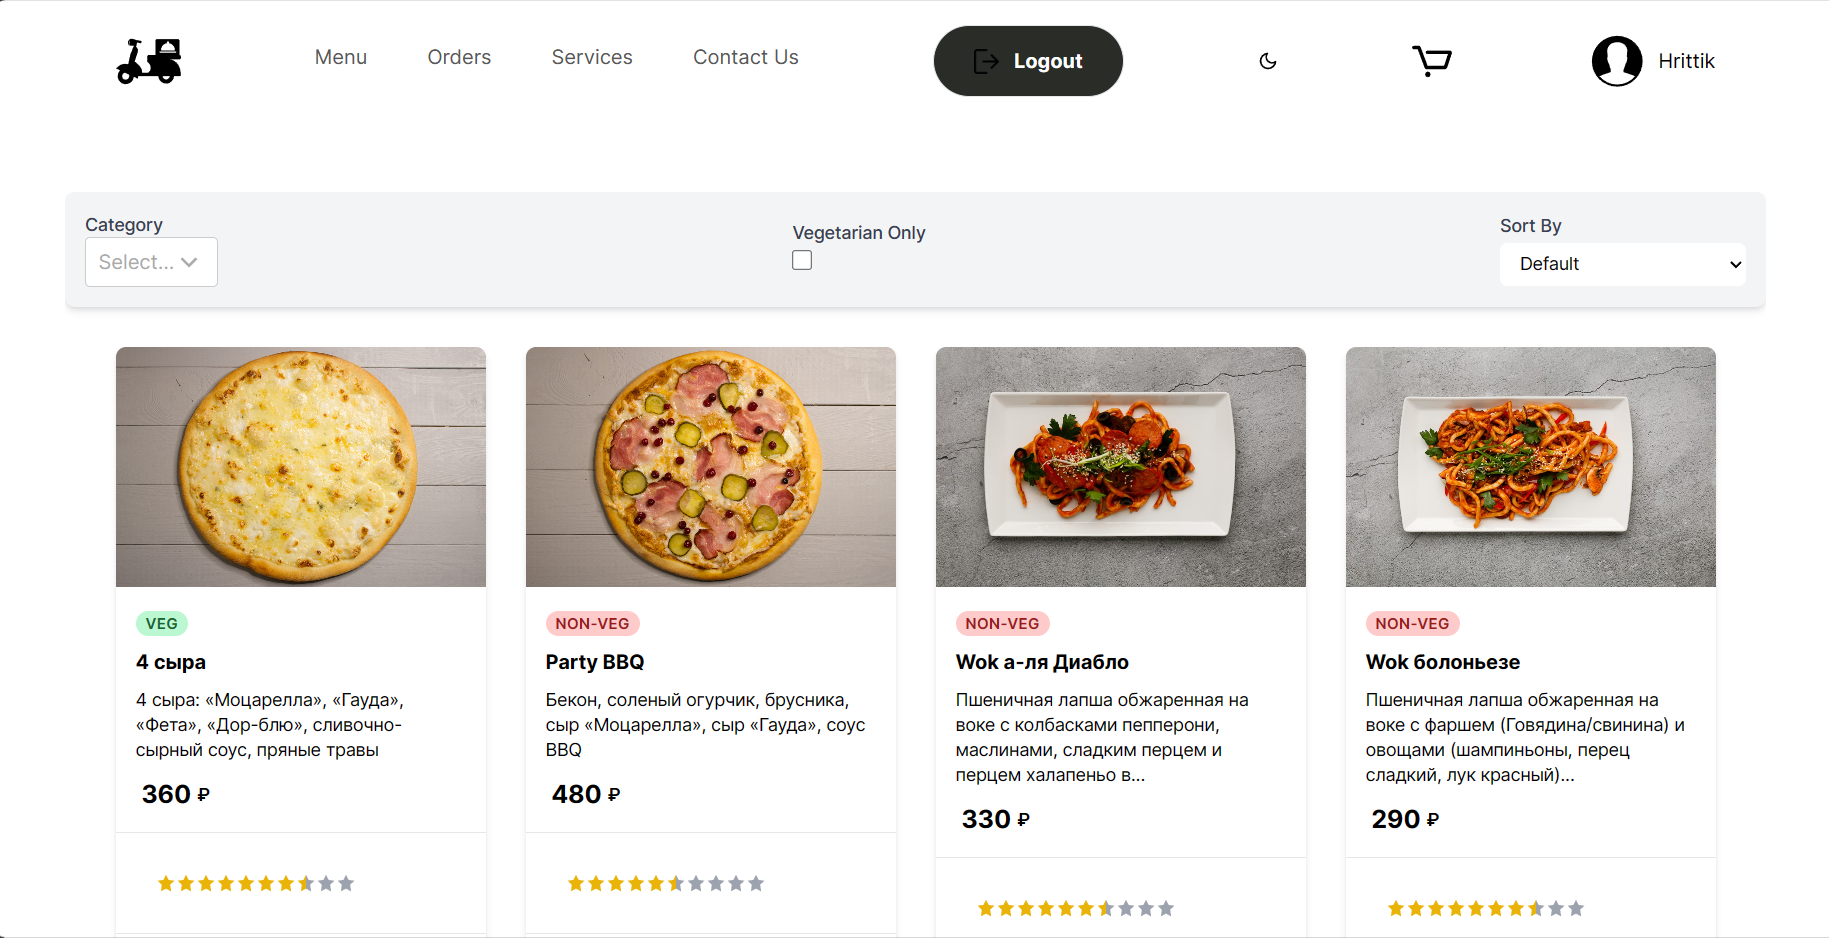 Menu
Orders
Services
Contact Us
Logout
Hrittik
Category
Select...
Vegetarian Only
Sort By
Default
VEG
4 сыра
4 сыра: «Моцарелла», «Гауда»,
«Фета», «Дор-блю», сливочно-
сырный соус, пряные травы
360 ₽
NON-VEG
Party BBQ
Бекон, соленый огурчик, брусника,
сыр «Моцарелла», сыр «Гауда», соус
BBQ
480 ₽
NON-VEG
Wok а-ля Диабло
Пшеничная лапша обжаренная на
воке с колбасками пепперони,
маслинами, сладким перцем и
перцем халапеньо в...
330 ₽
NON-VEG
Wok болоньезе
Пшеничная лапша обжаренная на
воке с фаршем (Говядина/свинина) и
овощами (шампиньоны, перец
сладкий, лук красный)...
290 ₽